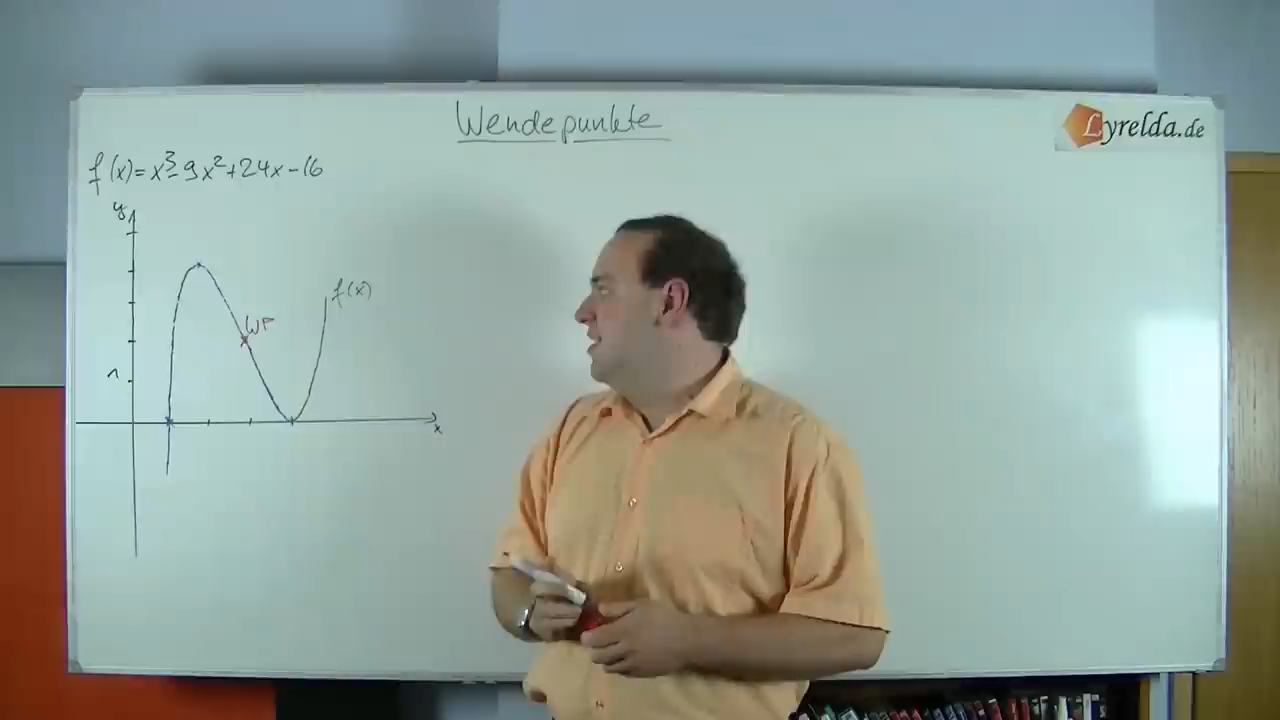 Wendepunkte
Lyrelda.de
f(x)=x³-9x²+24x-16
y
f(x)
WP
1
x